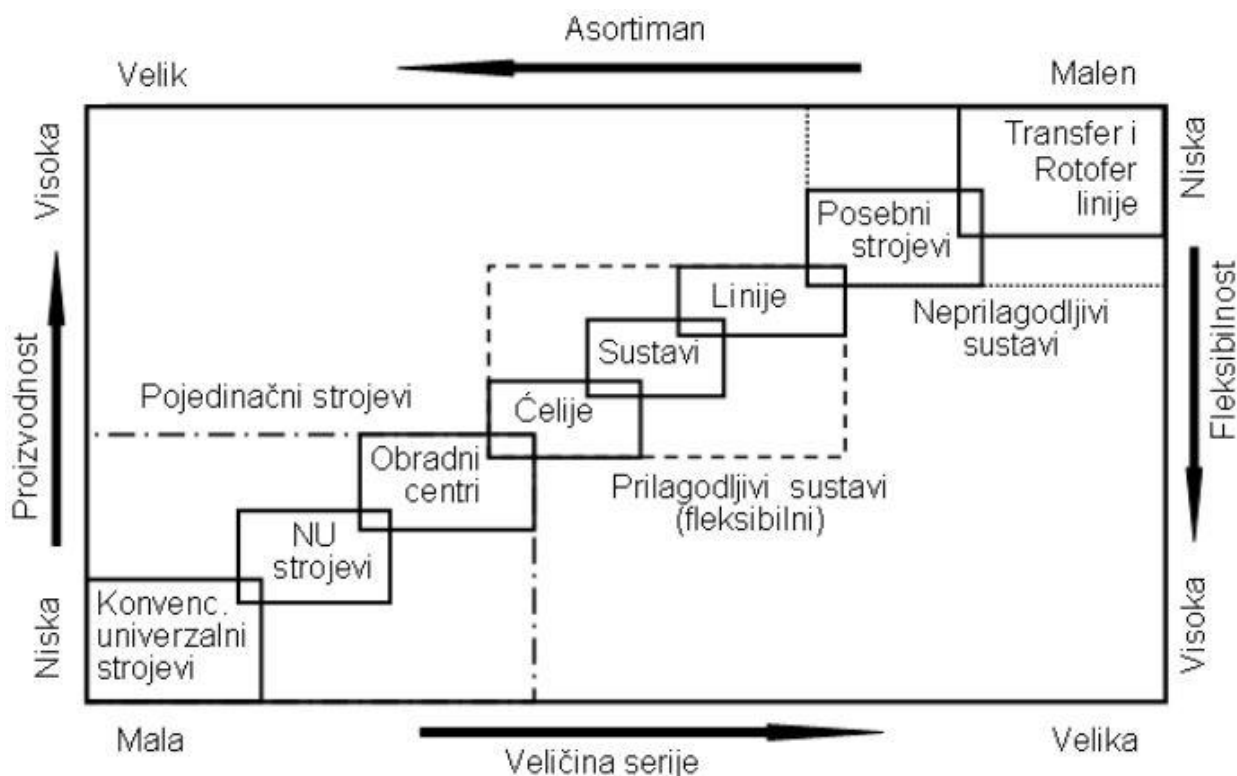 Asortiman
Velik
Malen
Visoka
Proizvodnost
Niska
Niska
Fleksibilnost
Visoka
Transfer i
Rotofer
linije
Posebni
strojevi
Linije
Neprilagodljivi
sustavi
Sustavi
Pojedinačni strojevi
Ćelije
Obradni
centri
Prilagodljivi sustavi
(fleksibilni)
NU
strojevi
Konvenc.
univerzalni
strojevi
Mala
Velika
Veličina serije